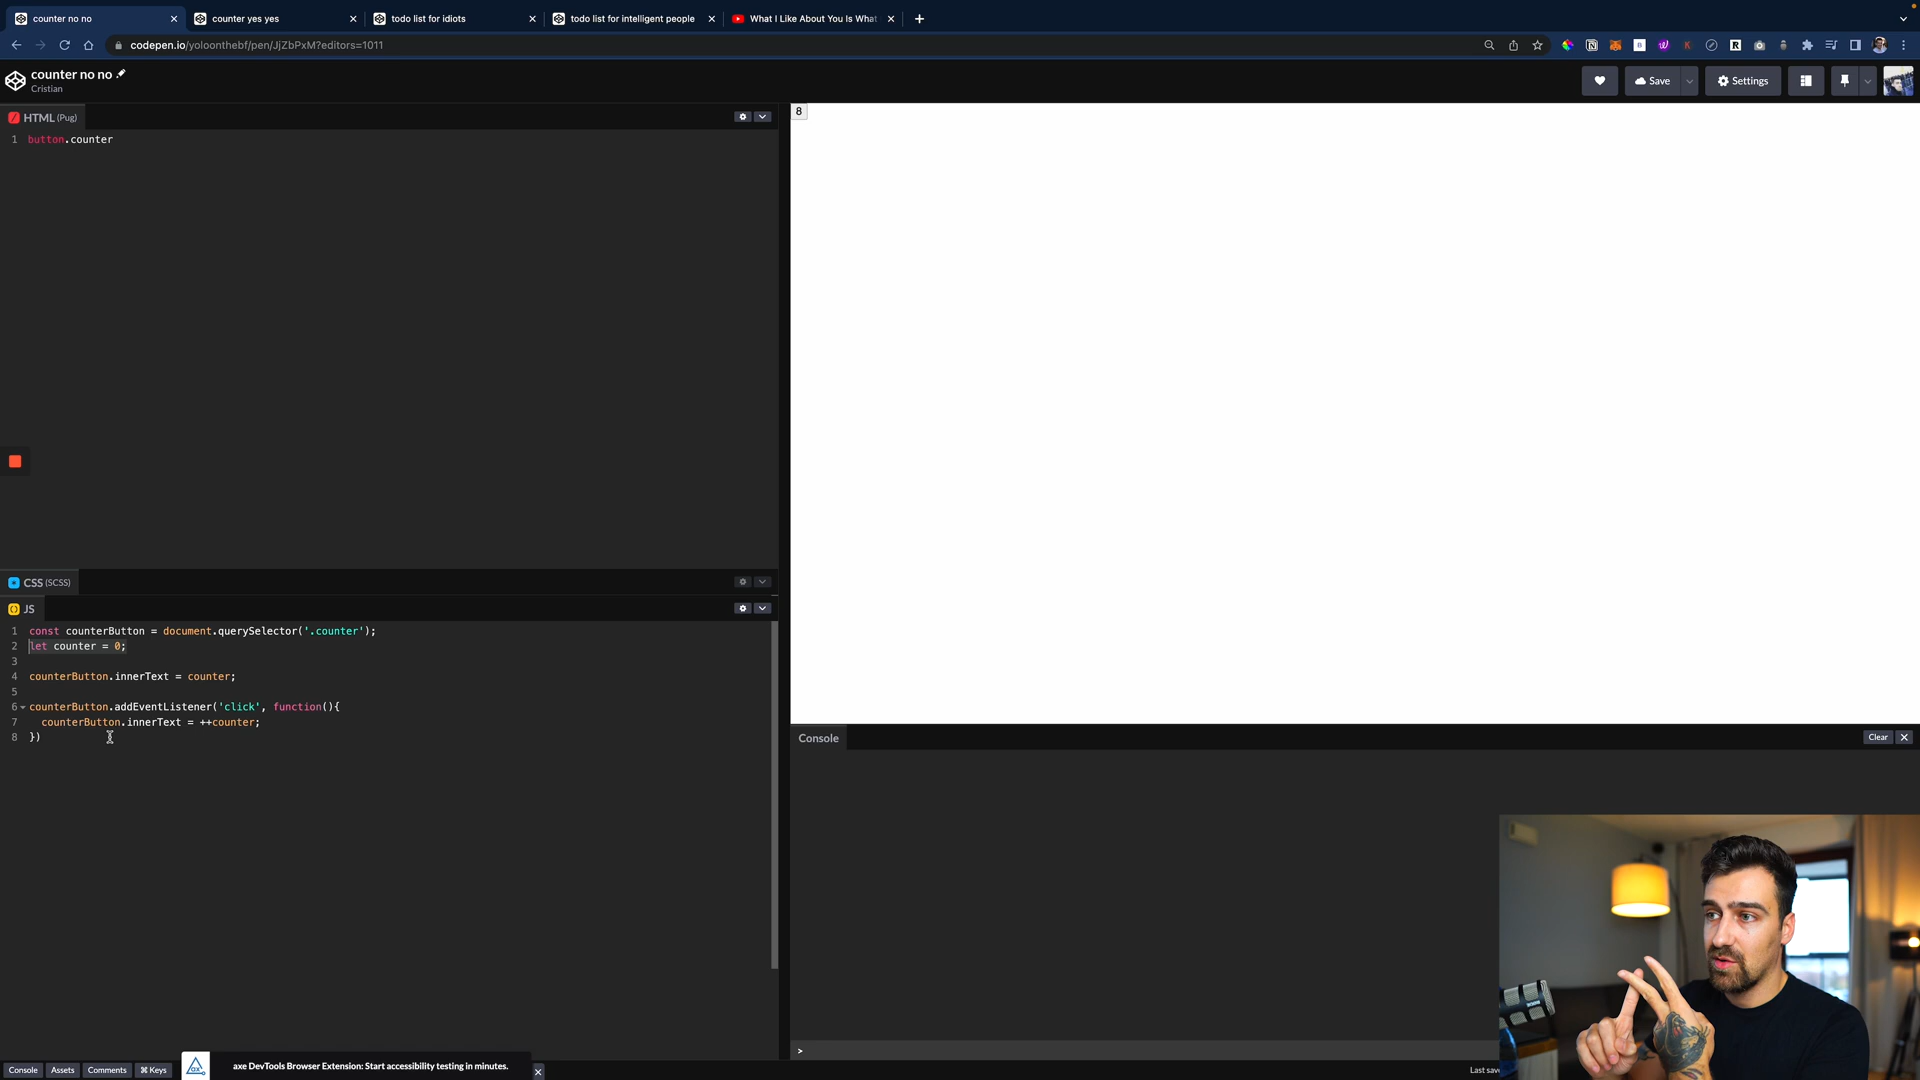 counter no no
counter yes yes
todo list for idiots
todo list for intelligent people
What I Like About You Is What
codepen.io/yoloonthebf/pen/JjZbPxM?editors=1011
counter no no
Cristian
Save
Settings
HTML (Pug)
1 button.counter
8
CSS (SCSS)
JS
1 const counterButton = document.querySelector('.counter');
2 let counter = 0;
3
4 counterButton.innerText = counter;
5
6 counterButton.addEventListener('click', function(){
7 counterButton.innerText = ++counter;
8 })
Console
Clear
>
Console
Assets
Comments
⌘ Keys
axe DevTools Browser Extension: Start accessibility testing in minutes.
Last